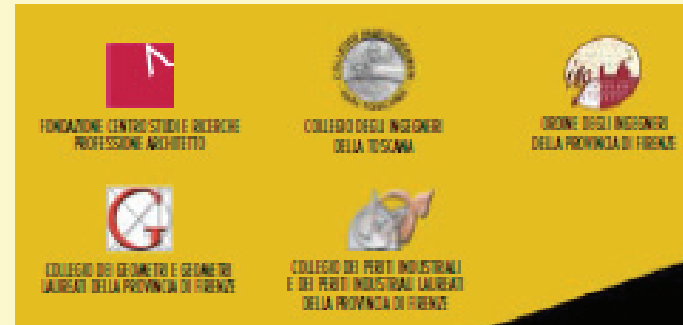 FONDAZIONE CENTRO STUDI E RICERCHE
PROFESSIONE ARCHITETTO
COLLEGIO DEGLI INGEGNERI
DELLA TOSCANA
ORDINE DEGLI INGEGNERI
DELLA PROVINCIA DI FIRENZE
G
COLLEGIO DEI GEOMETRI E GEOMETRI
LAUREATI DELLA PROVINCIA DI FIRENZE
COLLEGIO DEI PERITI INDUSTRIALI
E DEI PERITI INDUSTRIALI LAUREATI
DELLA PROVINCIA DI FIRENZE